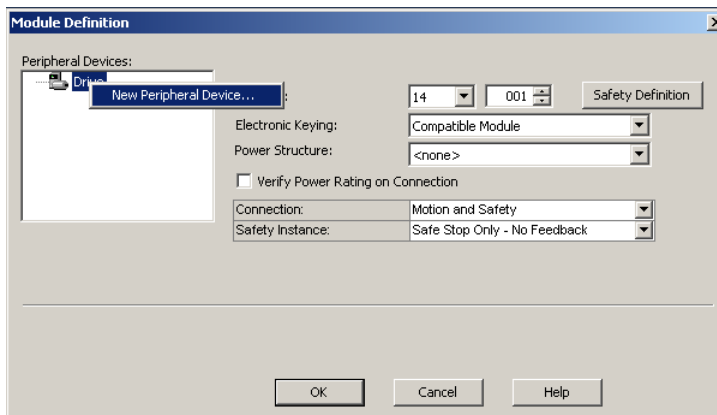 Module Definition
Peripheral Devices:
Drive
New Peripheral Device...
:
14
001
Safety Definition
Electronic Keying:
Compatible Module
Power Structure:
<none>
Verify Power Rating on Connection
Connection:
Motion and Safety
Safety Instance:
Safe Stop Only - No Feedback
OK
Cancel
Help